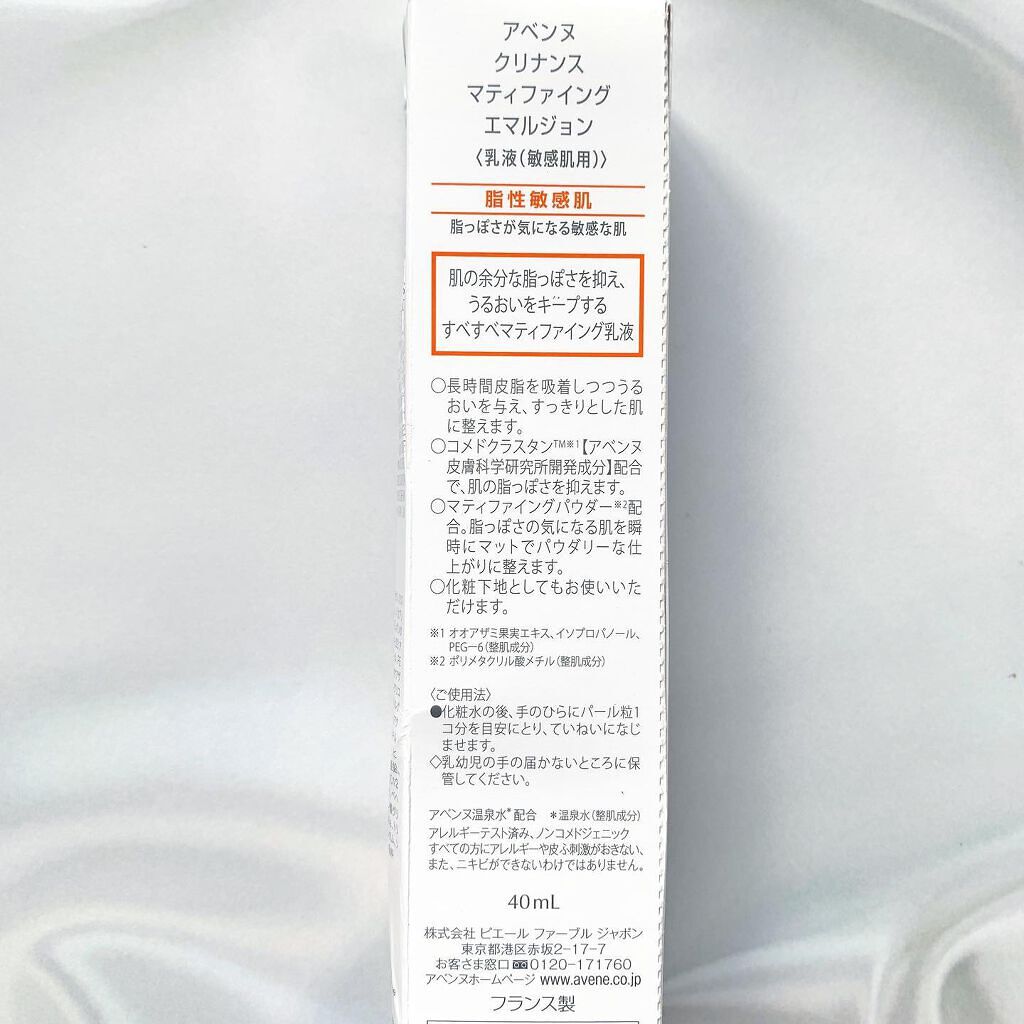 アベンヌ
クリナンス
マティファイング
エマルジョン
〈乳液(敏感肌用)〉
脂性敏感肌
脂っぽさが気になる敏感な肌
肌の余分な脂っぽさを抑え、
うるおいをキープする
すべすべマティファイング乳液
○長時間皮脂を吸着しつつうる
おいを与え、すっきりとした肌
に整えます。
○コメドクラスタン™※1【アベンヌ
皮膚科学研究所開発成分】配合
で、肌の脂っぽさを抑えます。
○マティファイングパウダー※2配
合。脂っぽさの気になる肌を瞬
時にマットでパウダリーな仕
上がりに整えます。
○化粧下地としてもお使いいた
だけます。
※1 オオアザミ果実エキス、イソプロパノール、
PEG-6(整肌成分)
※2 ポリメタクリル酸メチル(整肌成分)
〈ご使用法〉
●化粧水の後、手のひらにパール粒1
コ分を目安にとり、ていねいになじ
ませます。
◇乳幼児の手の届かないところに保
管してください。
アベンヌ温泉水*配合 *温泉水(整肌成分)
アレルギーテスト済み、ノンコメドジェニック
すべての方にアレルギーや皮ふ刺激がおきない、
また、ニキビができないわけではありません。
40mL
株式会社 ピエール ファーブル ジャポン
東京都港区赤坂2-17-7
お客さま窓口 0120-171760
アベンヌホームページ www.avene.co.jp
フランス製